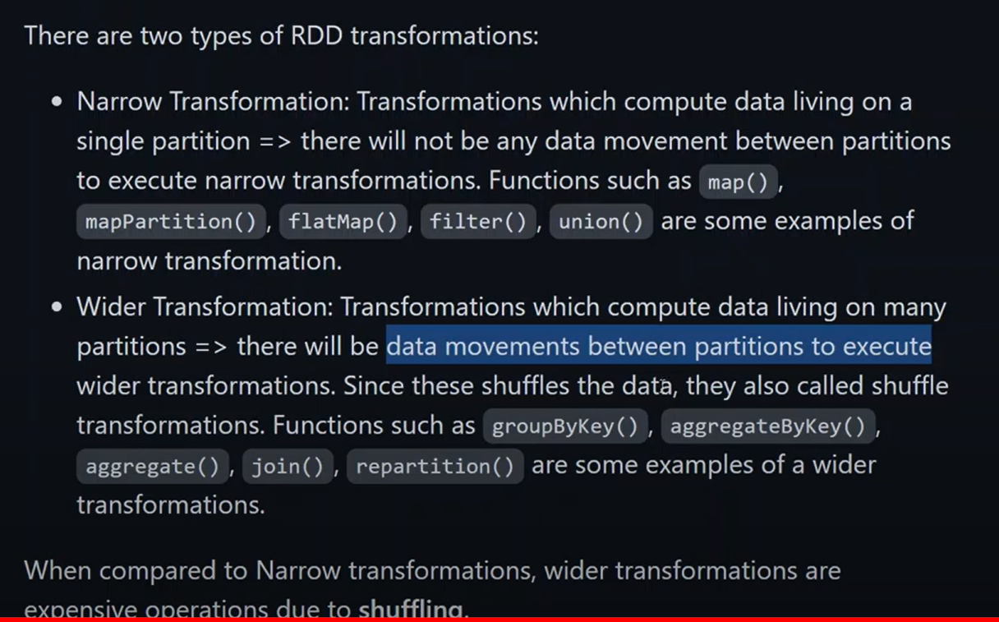 There are two types of RDD transformations:
• Narrow Transformation: Transformations which compute data living on a
single partition => there will not be any data movement between partitions
to execute narrow transformations. Functions such as map(),
mapPartition(), flatMap(), filter(), union() are some examples of
narrow transformation.
• Wider Transformation: Transformations which compute data living on many
partitions => there will be data movements between partitions to execute
wider transformations. Since these shuffles the data, they also called shuffle
transformations. Functions such as groupByKey(), aggregateByKey(),
aggregate(), join(), repartition() are some examples of a wider
transformations.
When compared to Narrow transformations, wider transformations are
expensive operations due to shuffling.